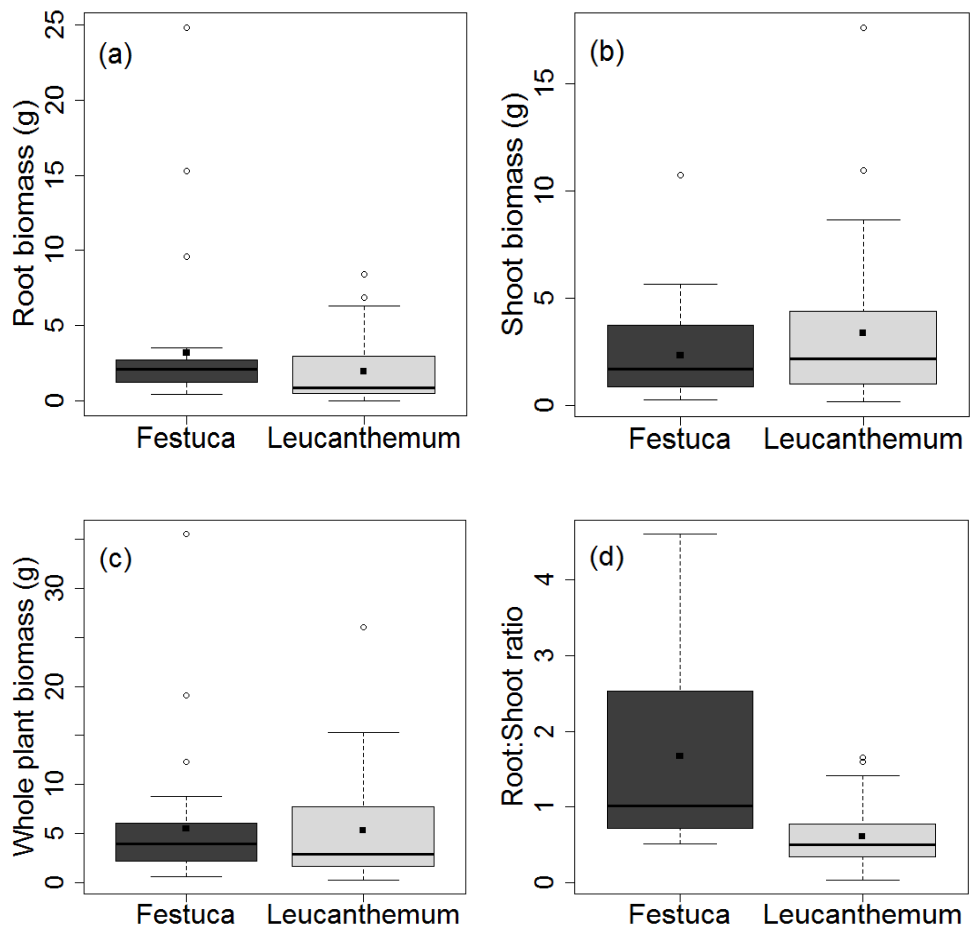 (a)
Root biomass (g)
25
20
15
10
5
0
Festuca
Leucanthemum
(b)
Shoot biomass (g)
15
10
5
0
Festuca
Leucanthemum
(c)
Whole plant biomass (g)
30
20
10
5
0
Festuca
Leucanthemum
(d)
Root:Shoot ratio
4
3
2
1
0
Festuca
Leucanthemum